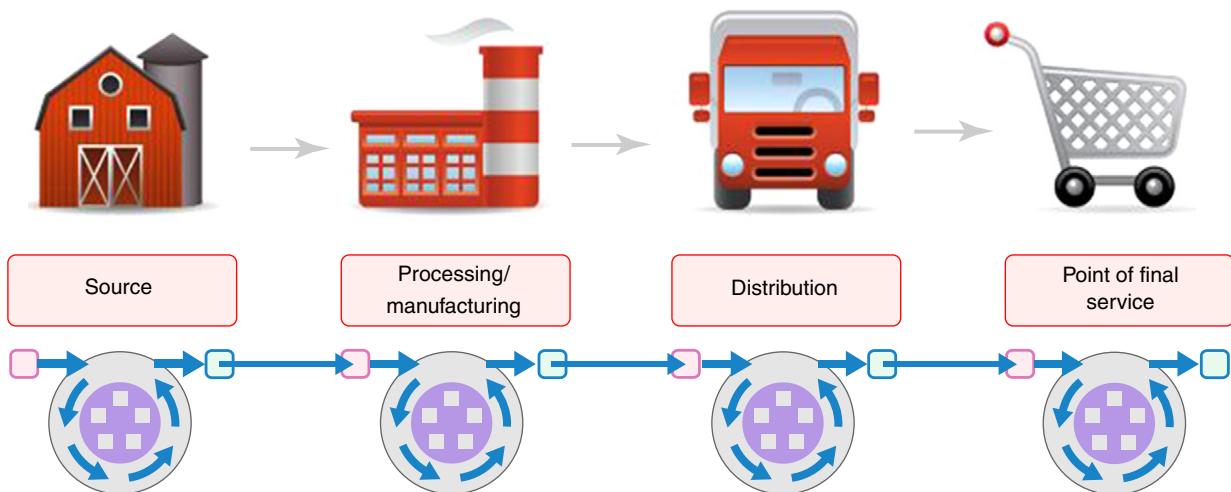 Source
Processing/
manufacturing
Distribution
Point of final
service